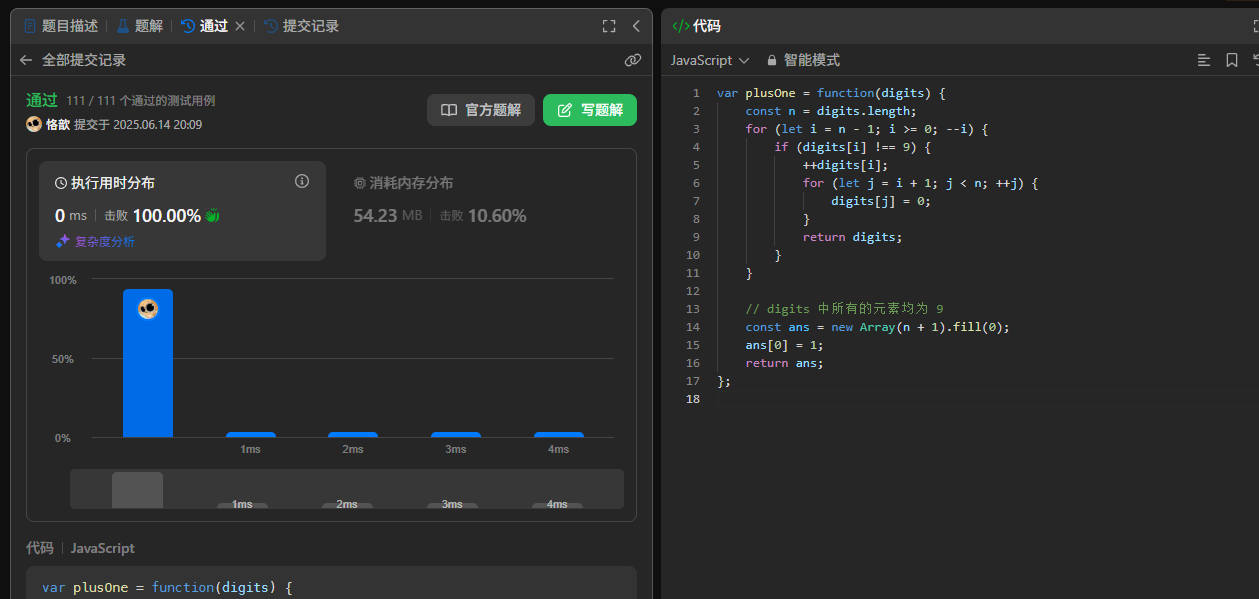 题目描述 题解 通过 提交记录
全部提交记录
通过 111 / 111 个通过的测试用例
恪歆 提交于 2025.06.14 20:09
官方题解 写题解
执行用时分布
0 ms 击败 100.00%
复杂度分析
消耗内存分布
54.23 MB 击败 10.60%
100%
50%
0%
1ms 2ms 3ms 4ms
1ms 2ms 3ms 4ms
代码 JavaScript
var plusOne = function(digits) {
</> 代码
JavaScript 智能模式
1 var plusOne = function(digits) {
2 const n = digits.length;
3 for (let i = n - 1; i >= 0; --i) {
4 if (digits[i] !== 9) {
5 ++digits[i];
6 for (let j = i + 1; j < n; ++j) {
7 digits[j] = 0;
8 }
9 return digits;
10 }
11 }
12
13 // digits 中所有的元素均为 9
14 const ans = new Array(n + 1).fill(0);
15 ans[0] = 1;
16 return ans;
17 };
18